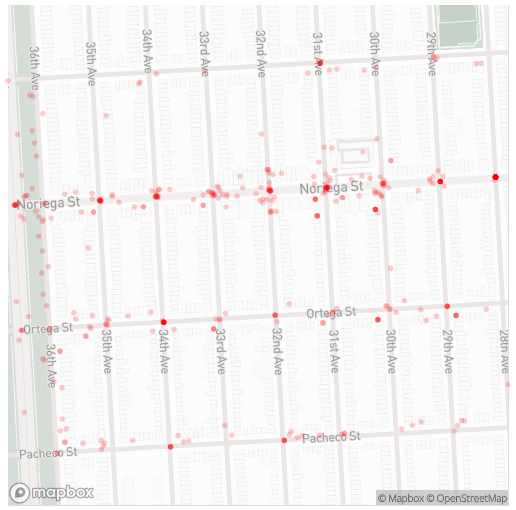 36th Ave
35th Ave
34th Ave
33rd Ave
32nd Ave
31st Ave
30th Ave
29th Ave
Noriega St
Noriega St
Ortega St
Ortega St
36th Ave
35th Ave
34th Ave
33rd Ave
32nd Ave
31st Ave
30th Ave
29th Ave
28th Ave
Pacheco St
Pacheco St
mapbox
© Mapbox © OpenStreetMap